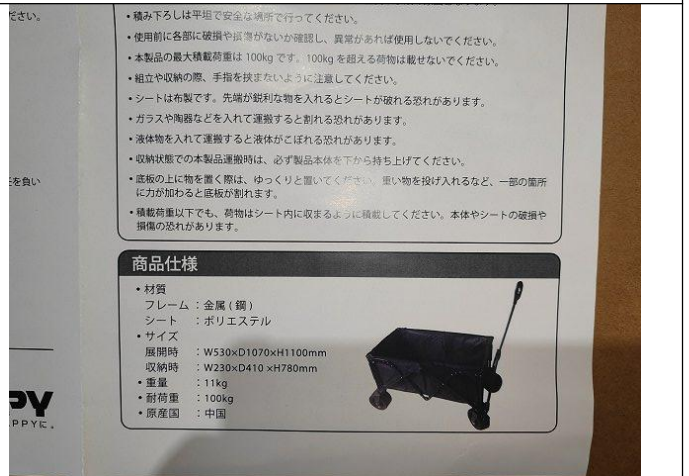 ださい。
・積み下ろしは平坦で安全な場所で行ってください。
・使用前に各部に破損や損傷がないか確認し、異常があれば使用しないでください。
・本製品の最大積載荷重は 100kg です。100kg を超える荷物は載せないでください。
・組立や収納の際、手指を挟まないように注意してください。
・シートは布製です。先端が鋭利な物を入れるとシートが破れる恐れがあります。
・ガラスや陶器などを入れて運搬すると割れる恐れがあります。
・液体物を入れて運搬すると液体がこぼれる恐れがあります。
・収納状態での本製品運搬時は、必ず製品本体を下から持ち上げてください。
・底板の上に物を置く際は、ゆっくりと置いてください。重い物を投げ入れるなど、一部の箇所
に力が加わると底板が割れます。
・積載荷重以下でも、荷物はシート内に収まるように積載してください。本体やシートの破損や
損傷の恐れがあります。
を負い
商品仕様
・材質
フレーム：金属 ( 鋼 )
シート ：ポリエステル
・サイズ
展開時 ：W530×D1070×H1100mm
収納時 ：W230×D410 ×H780mm
・重量 ：11kg
・耐荷重 ：100kg
・原産国 ：中国
PY
PPYに。